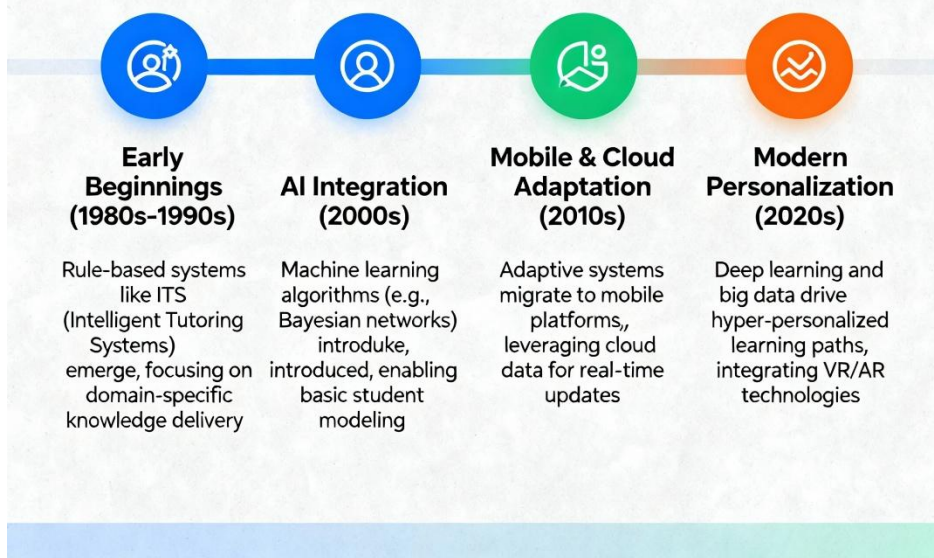 Early
Beginnings
(1980s-1990s)
Rule-based systems
like ITS
(Intelligent Tutoring
Systems)
emerge, focusing on
domain-specific
knowledge delivery
AI Integration
(2000s)
Machine learning
algorithms (e.g.,
Bayesian networks)
introduke,
introduced, enabling
basic student
modeling
Mobile & Cloud
Adaptation
(2010s)
Adaptive systems
migrate to mobile
platforms,,
leveraging cloud
data for real-time
updates
Modern
Personalization
(2020s)
Deep learning and
big data drive
hyper-personalized
learning paths,
integrating VR/AR
technologies